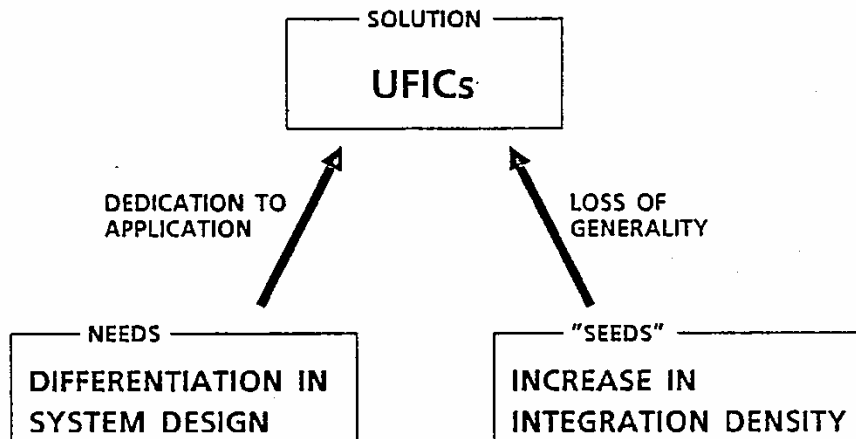 SOLUTION
UFICs
DEDICATION TO
APPLICATION
LOSS OF
GENERALITY
NEEDS
DIFFERENTIATION IN
SYSTEM DESIGN
"SEEDS"
INCREASE IN
INTEGRATION DENSITY